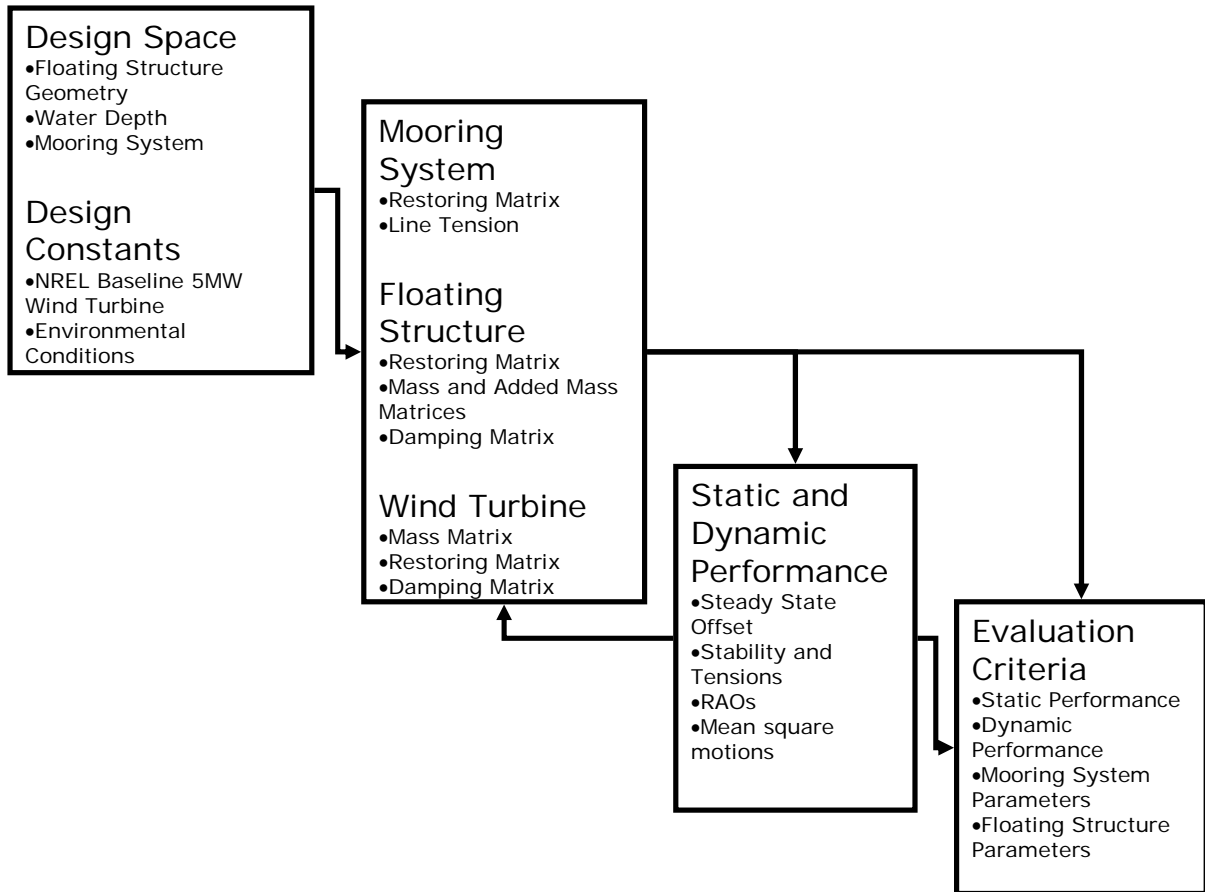 Design Space
•Floating Structure
Geometry
•Water Depth
•Mooring System
Design
Constants
•NREL Baseline 5MW
Wind Turbine
•Environmental
Conditions
Mooring
System
•Restoring Matrix
•Line Tension
Floating
Structure
•Restoring Matrix
•Mass and Added Mass
Matrices
•Damping Matrix
Wind Turbine
•Mass Matrix
•Restoring Matrix
•Damping Matrix
Static and
Dynamic
Performance
•Steady State
Offset
•Stability and
Tensions
•RAOs
•Mean square
motions
Evaluation
Criteria
•Static Performance
•Dynamic
Performance
•Mooring System
Parameters
•Floating Structure
Parameters